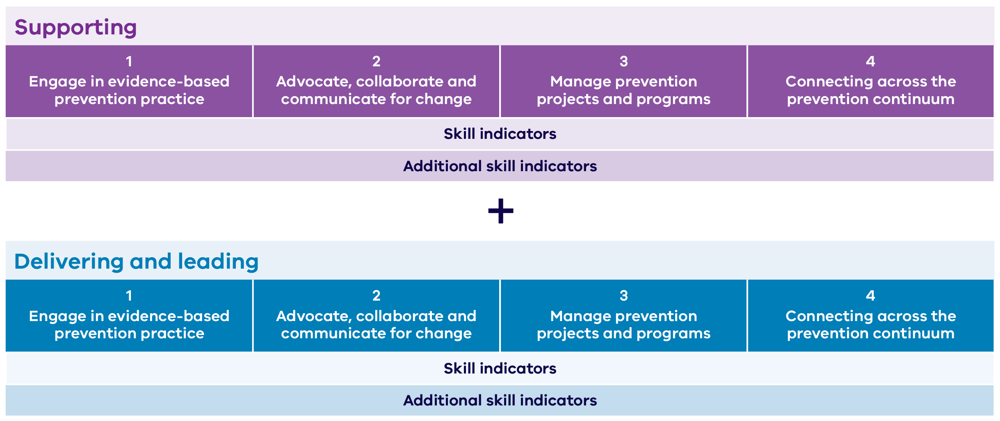 Supporting
1
Engage in evidence-based
prevention practice
2
Advocate, collaborate and
communicate for change
3
Manage prevention
projects and programs
4
Connecting across the
prevention continuum
Skill indicators
Additional skill indicators
+
Delivering and leading
1
Engage in evidence-based
prevention practice
2
Advocate, collaborate and
communicate for change
3
Manage prevention
projects and programs
4
Connecting across the
prevention continuum
Skill indicators
Additional skill indicators